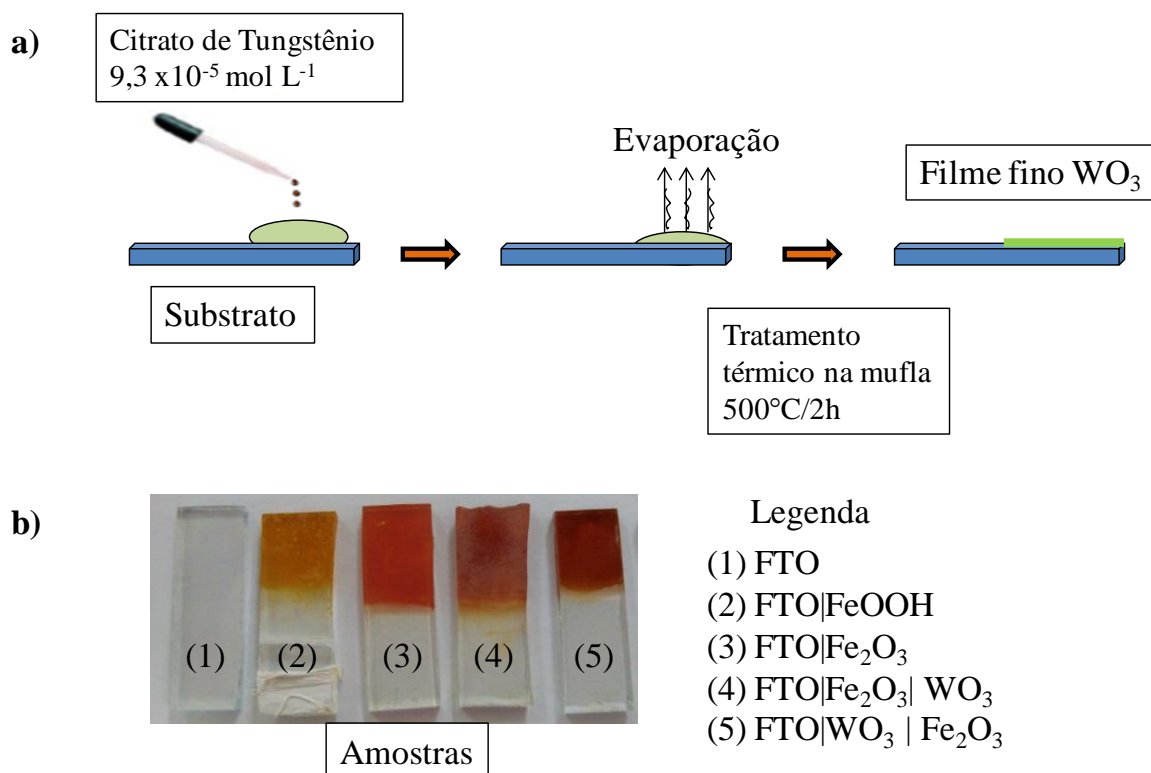 a)
Citrato de Tungstênio
9,3 x10⁻⁵ mol L⁻¹
Evaporação
Filme fino WO₃
Substrato
Tratamento
térmico na mufla
500°C/2h
b)
(1) (2) (3) (4) (5)
Amostras
Legenda
(1) FTO
(2) FTO|FeOOH
(3) FTO|Fe₂O₃
(4) FTO|Fe₂O₃| WO₃
(5) FTO|WO₃ | Fe₂O₃